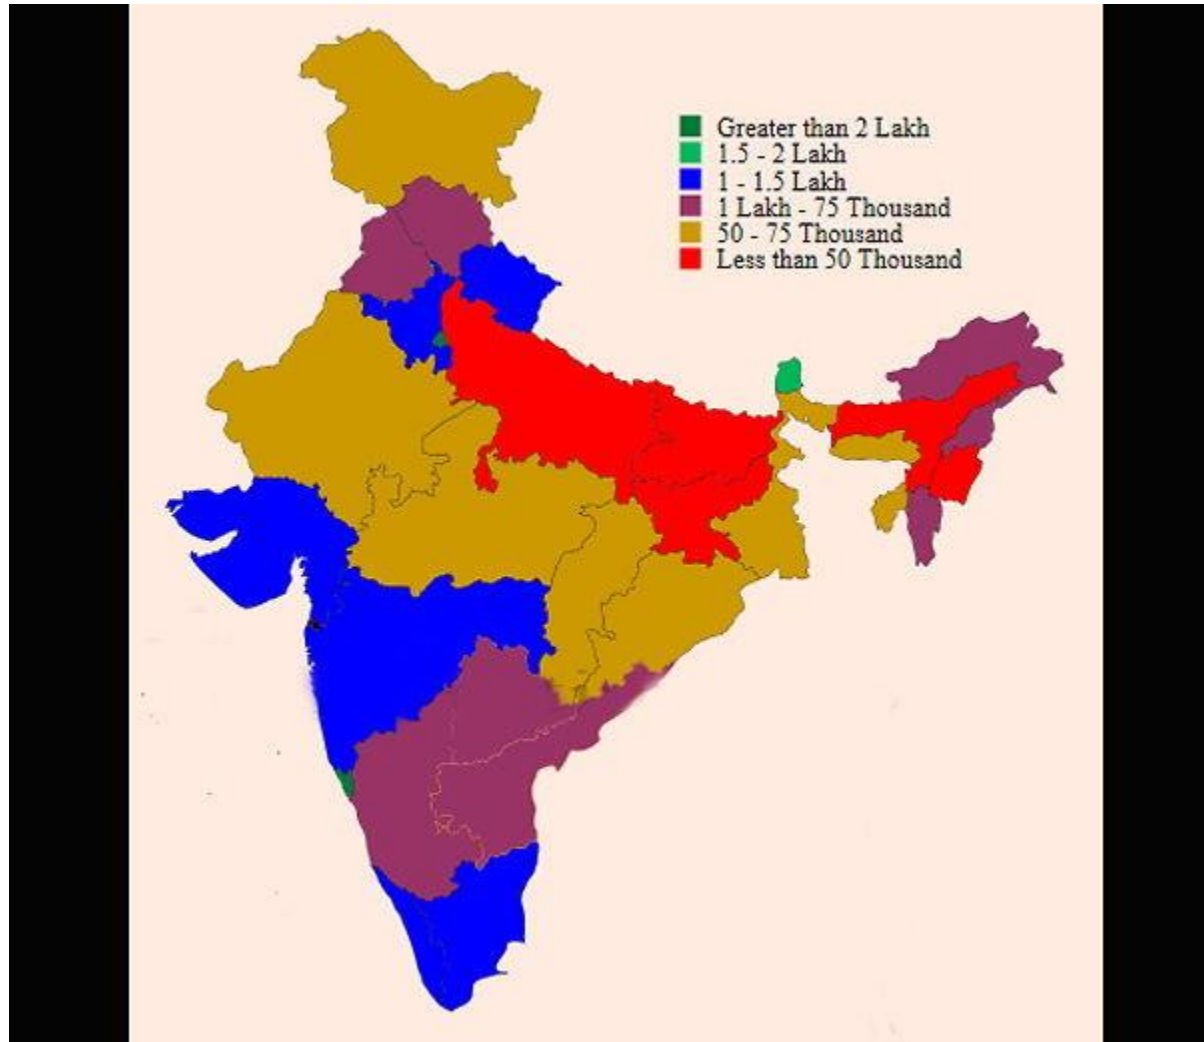 Greater than 2 Lakh
1.5 - 2 Lakh
1 - 1.5 Lakh
1 Lakh - 75 Thousand
50 - 75 Thousand
Less than 50 Thousand